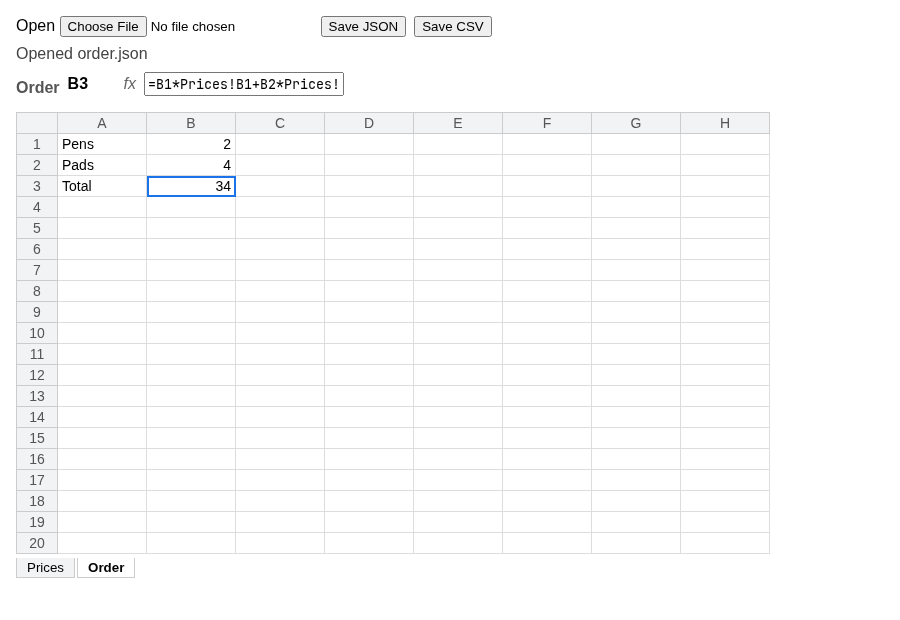 Open Choose File No file chosen Save JSON Save CSV
Opened order.json
Order B3 fx =B1*Prices!B1+B2*Prices!
A B C D E F G H
1 Pens 2
2 Pads 4
3 Total 34
4
5
6
7
8
9
10
11
12
13
14
15
16
17
18
19
20
Prices Order